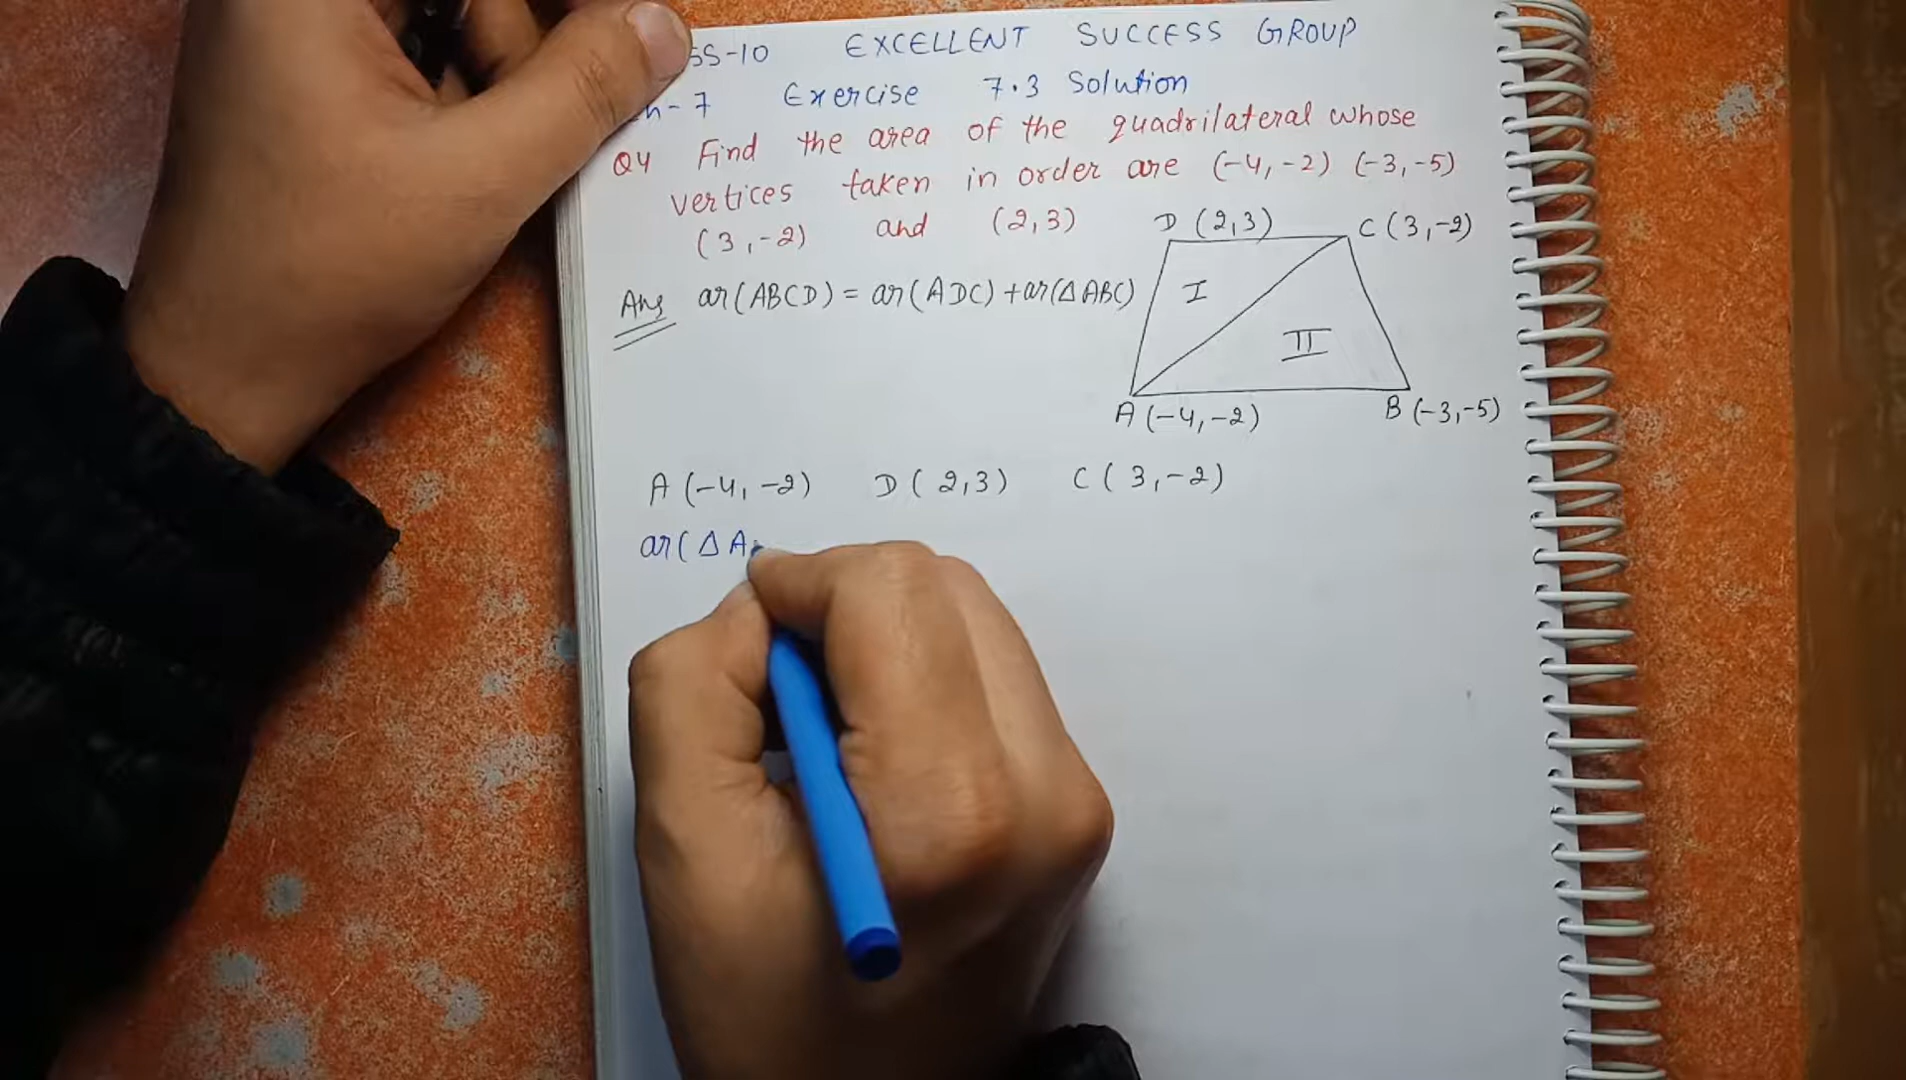 SS-10 EXCELLENT SUCCESS GROUP
h-7 Exercise 7.3 Solution
Q4 Find the area of the quadrilateral whose
vertices taken in order are (-4,-2) (-3,-5)
(3,-2) and (2,3)
D (2,3) C (3,-2)
Ans ar(ABCD) = ar(ADC) + ar(△ABC)
I
II
A (-4,-2) B (-3,-5)
A (-4, -2) D ( 2,3) C ( 3,-2)
ar( △ A